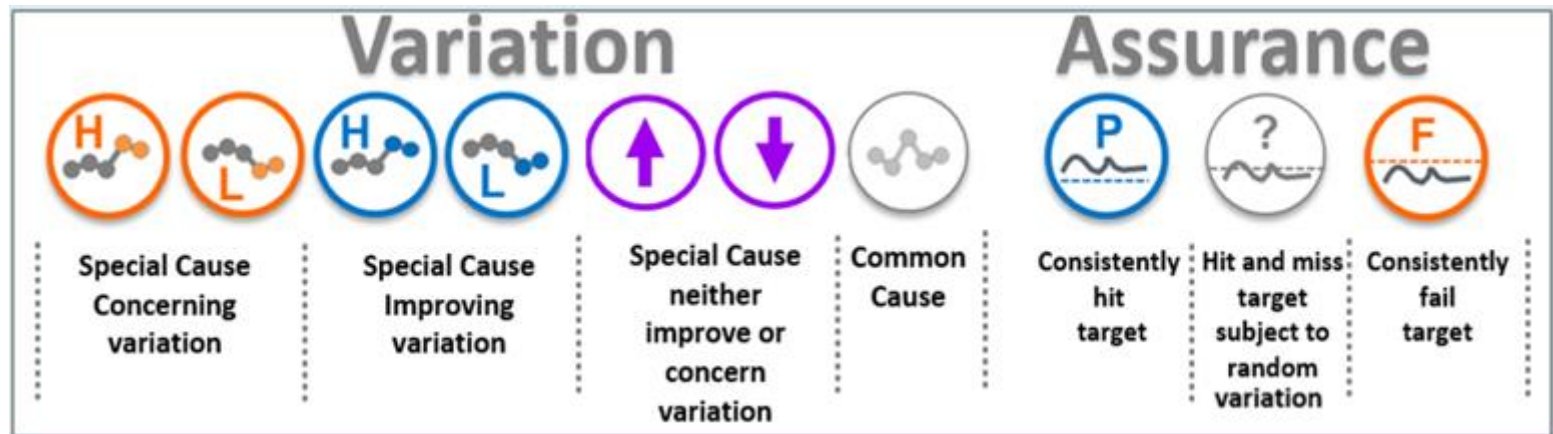 Variation
Assurance
H
L
H
L
P
?
F
Special Cause
Concerning
variation
Special Cause
Improving
variation
Special Cause
neither
improve or
concern
variation
Common
Cause
Consistently
hit
target
Hit and miss
target
subject to
random
variation
Consistently
fail
target